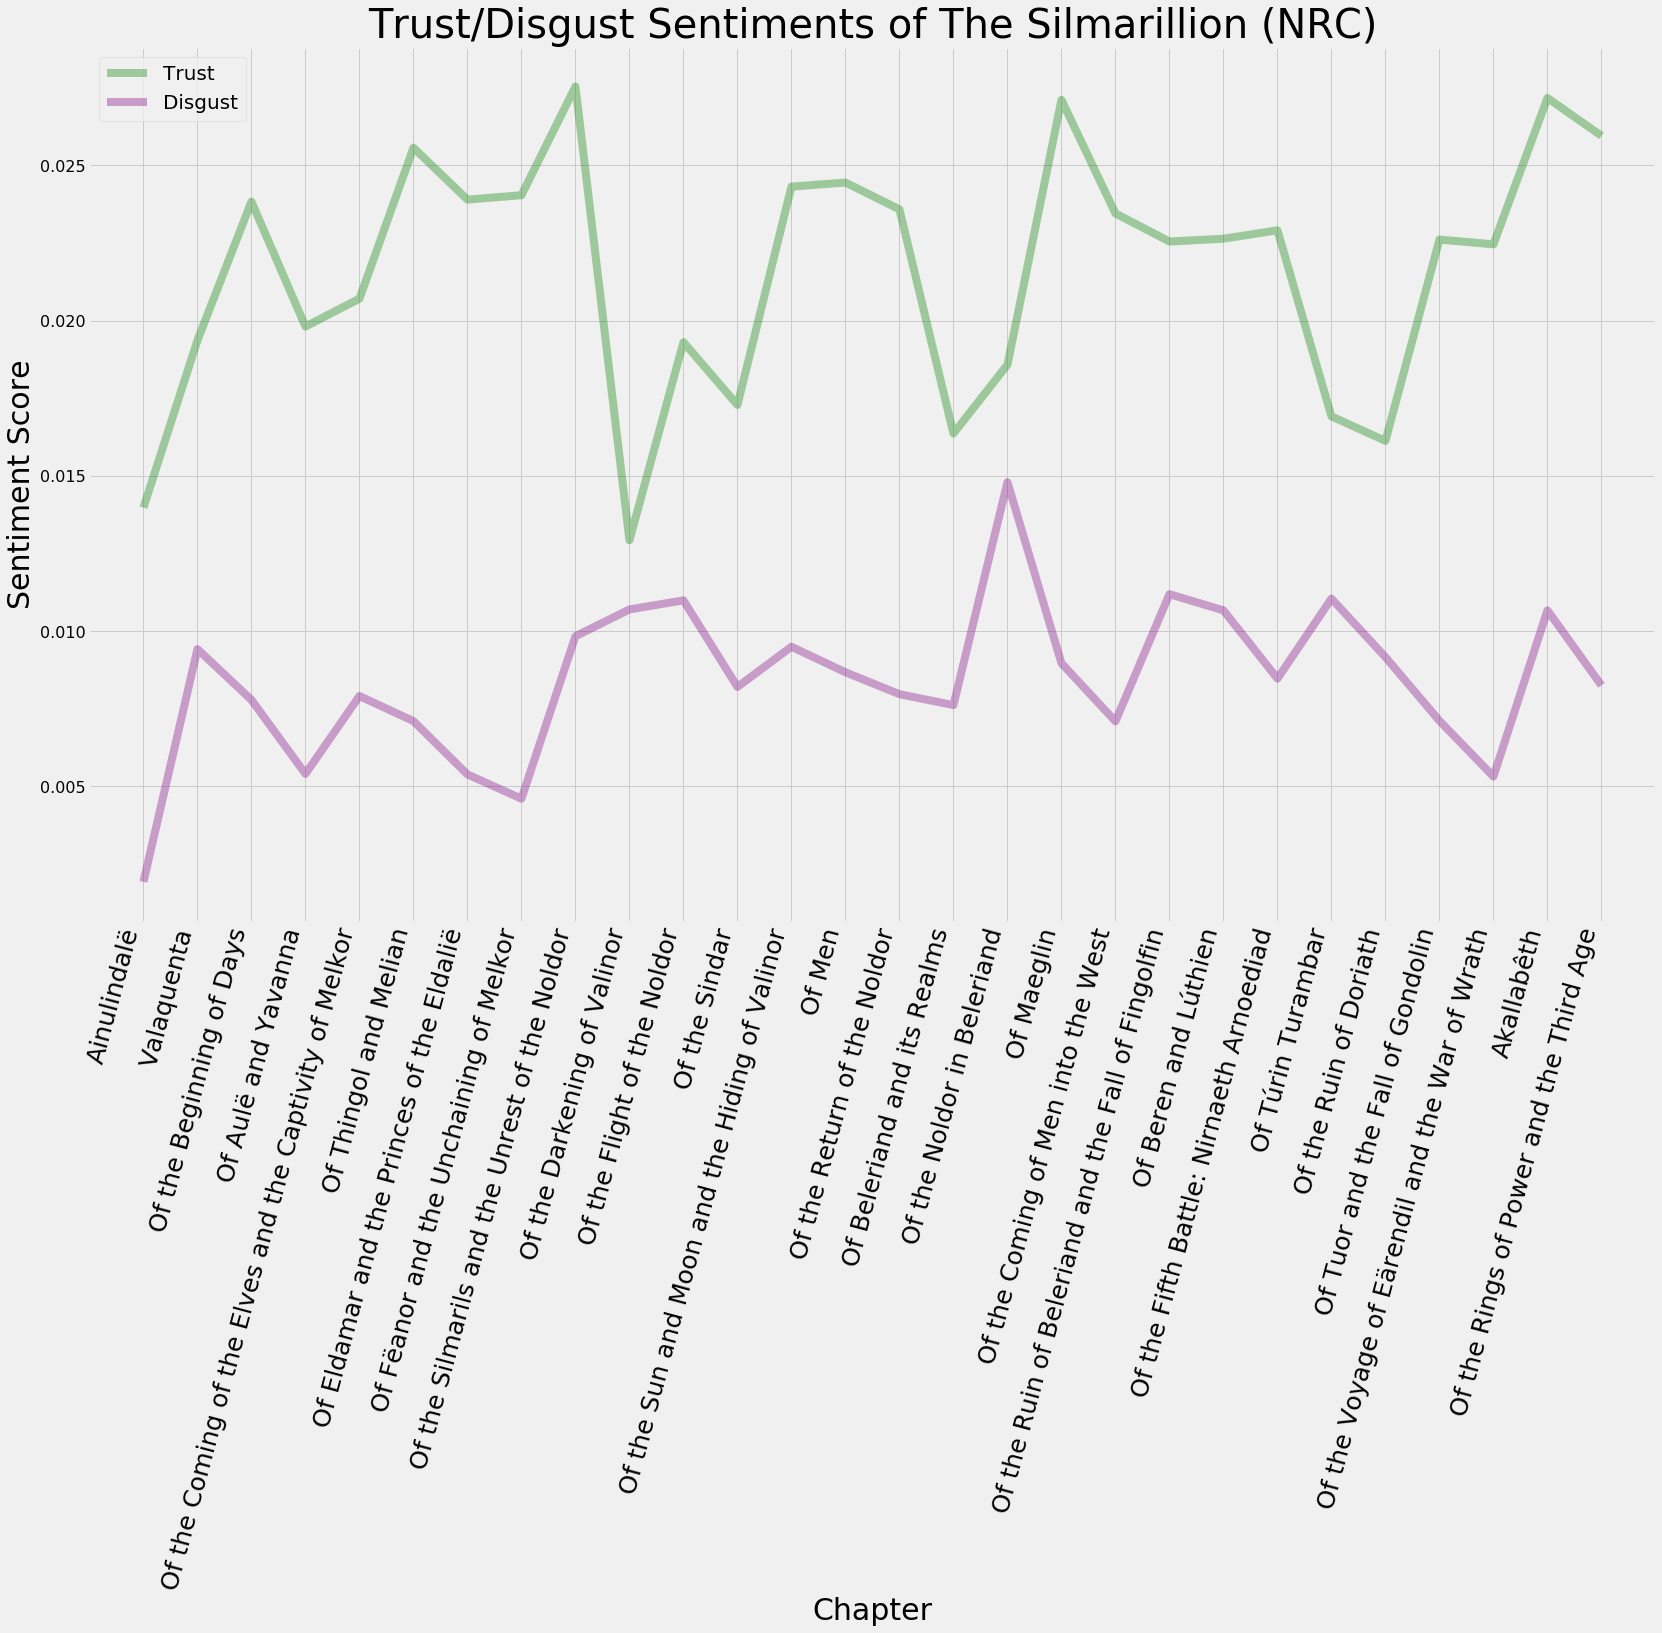 Trust/Disgust Sentiments of The Silmarillion (NRC)
Trust
Disgust
Sentiment Score
0.025
0.020
0.015
0.010
0.005
Ainulindalë
Valaquenta
Of the Beginning of Days
Of Aulë and Yavanna
Of the Coming of the Elves and the Captivity of Melkor
Of Thingol and Melian
Of Eldamar and the Princes of the Eldalië
Of Fëanor and the Unchaining of Melkor
Of the Silmarils and the Unrest of the Noldor
Of the Darkening of Valinor
Of the Flight of the Noldor
Of the Sindar
Of the Sun and Moon and the Hiding of Valinor
Of Men
Of the Return of the Noldor
Of Beleriand and its Realms
Of the Noldor in Beleriand
Of Maeglin
Of the Coming of Men into the West
Of the Ruin of Beleriand and the Fall of Fingolfin
Of Beren and Lúthien
Of the Fifth Battle: Nirnaeth Arnoediad
Of Túrin Turambar
Of the Ruin of Doriath
Of Tuor and the Fall of Gondolin
Of the Voyage of Eärendil and the War of Wrath
Akallabêth
Of the Rings of Power and the Third Age
Chapter